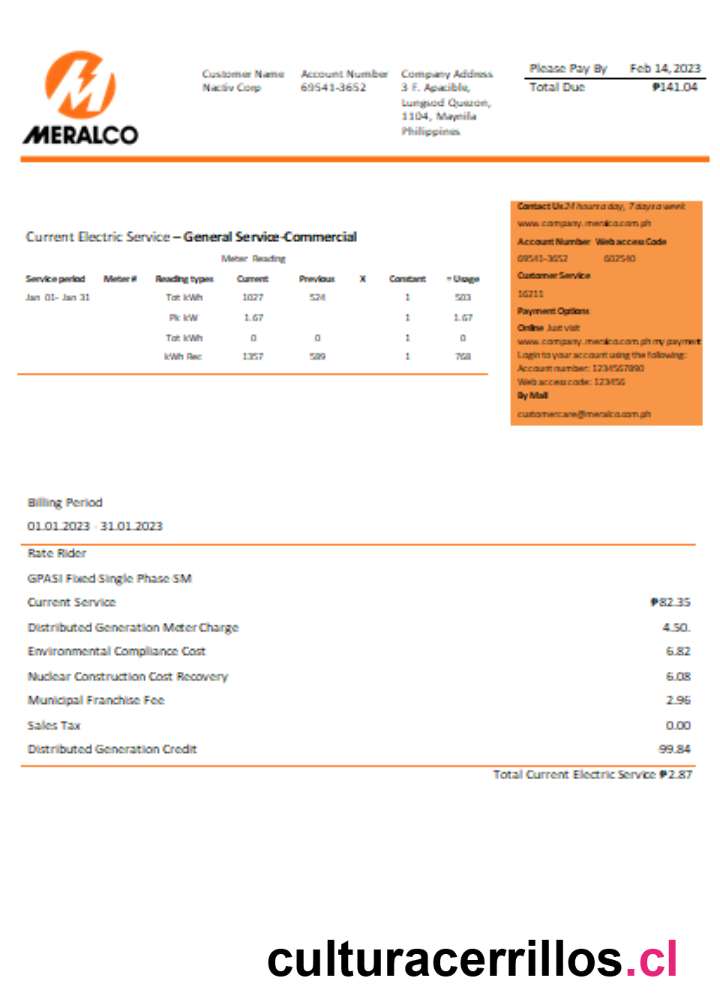 MERALCO
Customer Name
Nactiv Corp
Account Number
69541-3652
Company Address
3 F. Apacible,
Lungsod Quezon,
1104, Maynila
Philippines
Please Pay By Feb 14, 2023
Total Due ₱141.04
Contact Us 24 hours a day, 7 days a week
www.company.meralco.com.ph
Account Number Web access Code
69541-3652 602540
Customer Service
16211
Payment Options
Online Just visit
www.company.meralco.com.ph my payment
Login to your account using the following:
Account number: 1234567890
Web access code: 123456
By Mail
customercare@meralco.com.ph
Current Electric Service – General Service-Commercial
Meter Reading
Service period Meter # Reading types Current Previous X Constant = Usage
Jan 01- Jan 31 Tot kWh 1027 524 1 503
Pk kW 1.67 1 1.67
Tot kWh 0 0 1 0
kWh Rec 1357 589 1 768
Billing Period
01.01.2023 - 31.01.2023
Rate Rider
GPASI Fixed Single Phase SM
Current Service ₱82.35
Distributed Generation Meter Charge 4.50.
Environmental Compliance Cost 6.82
Nuclear Construction Cost Recovery 6.08
Municipal Franchise Fee 2.96
Sales Tax 0.00
Distributed Generation Credit 99.84
Total Current Electric Service ₱2.87
culturacerrillos.cl